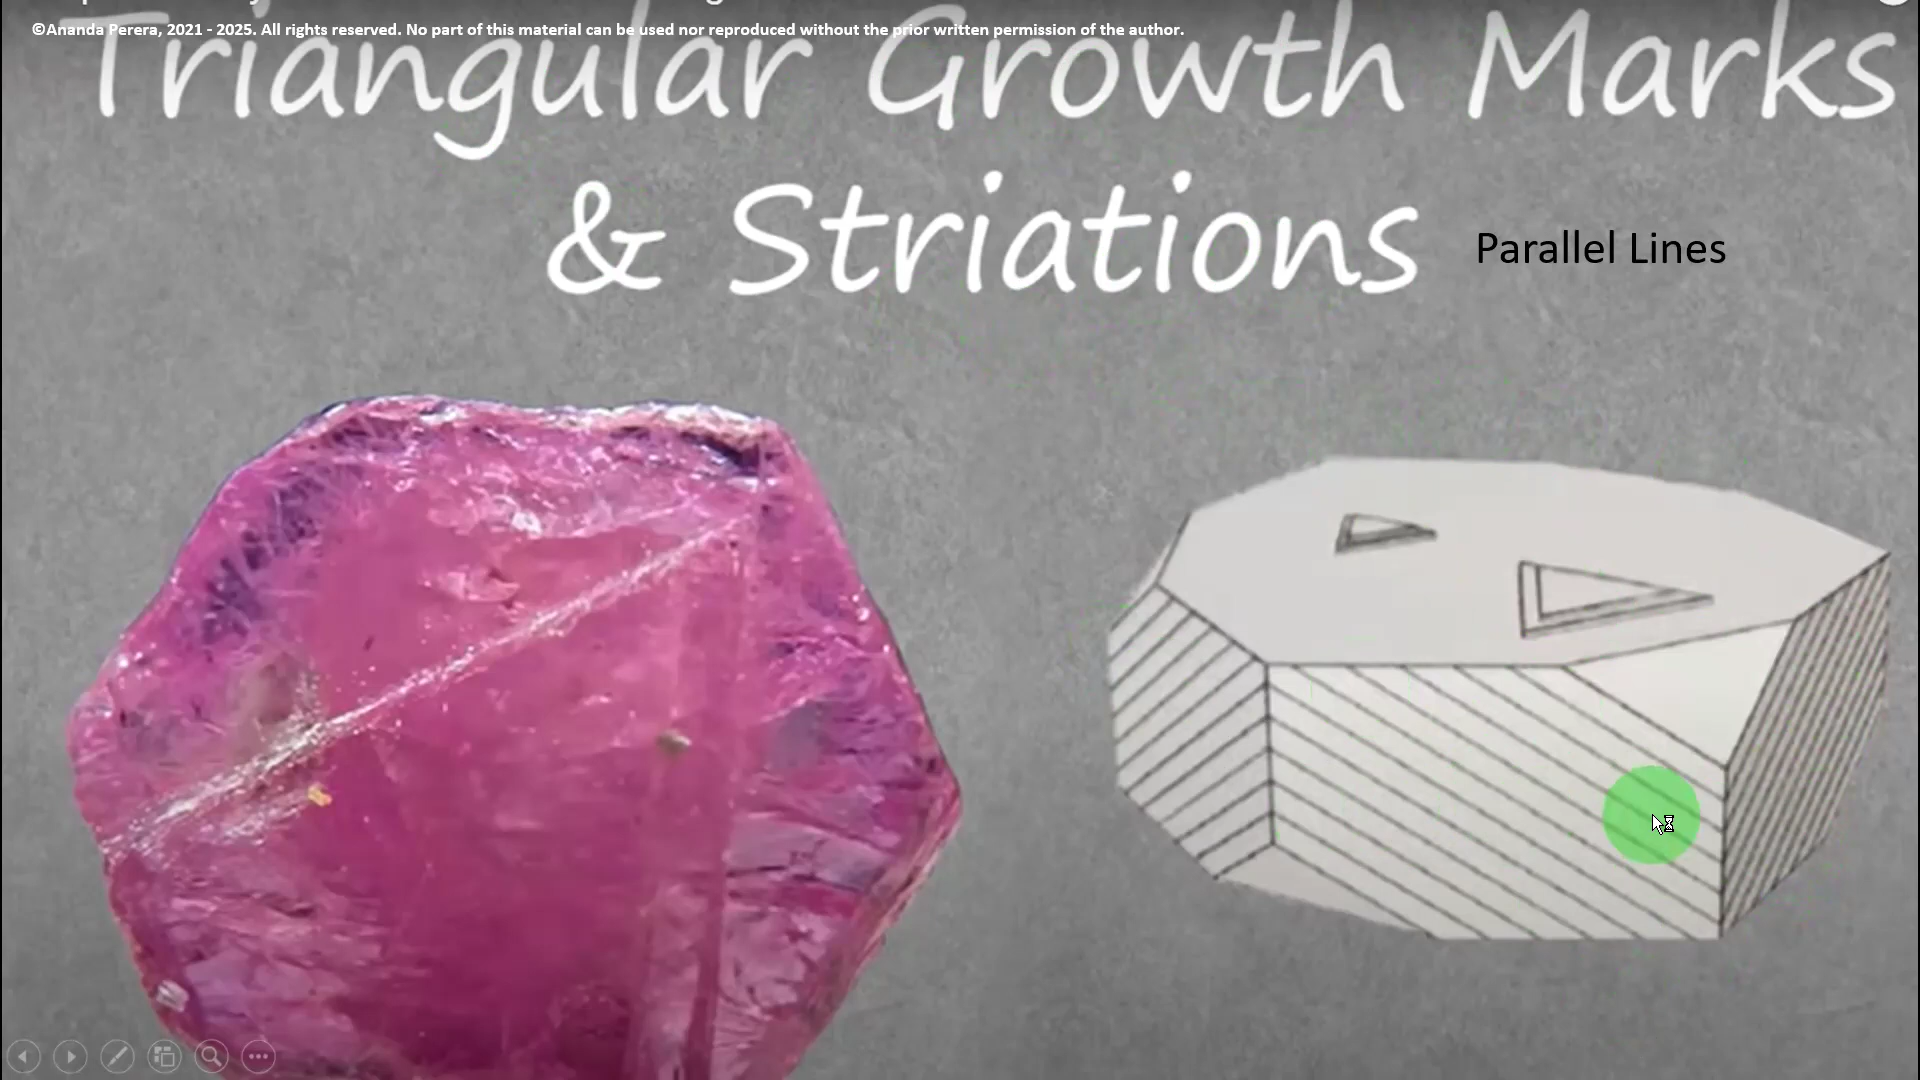 ©Ananda Perera, 2021 - 2025. All rights reserved. No part of this material can be used nor reproduced without the prior written permission of the author.
Triangular Growth Marks
& Striations
Parallel Lines